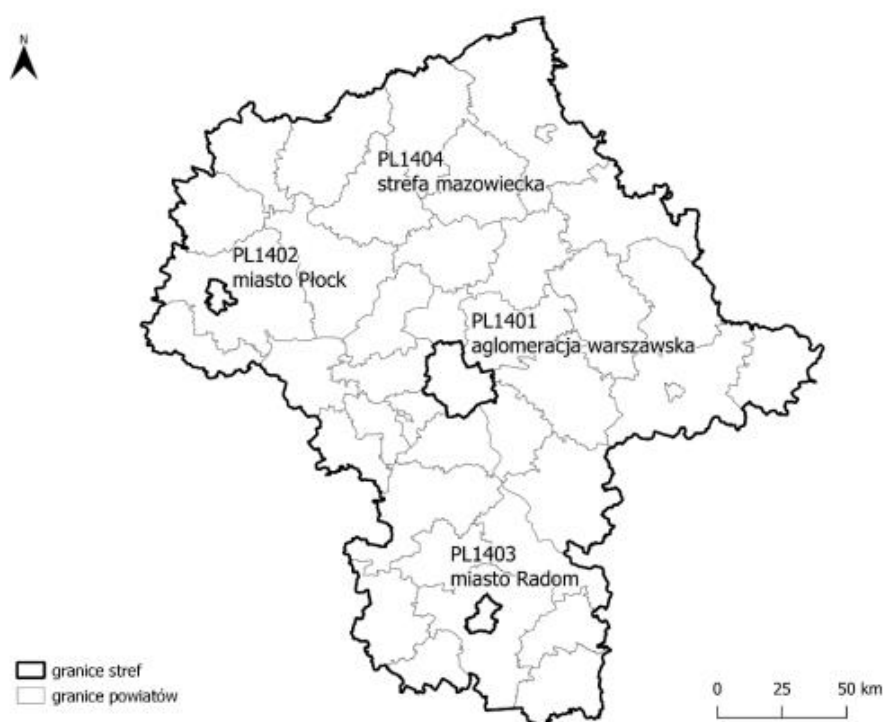 N
PL1404
strefa mazowiecka
PL1402
miasto Płock
PL1401
aglomeracja warszawska
PL1403
miasto Radom
granice stref
granice powiatów
0 25 50 km